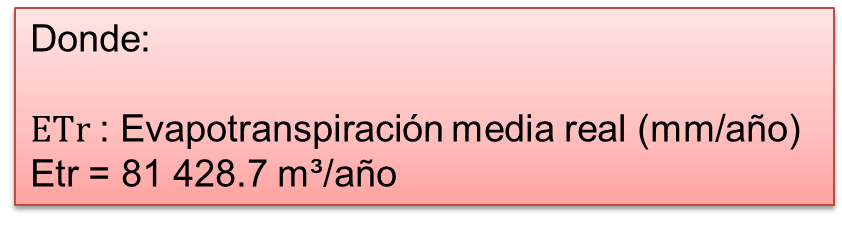 Donde:
ETr : Evapotranspiración media real (mm/año)
Etr = 81 428.7 m³/año